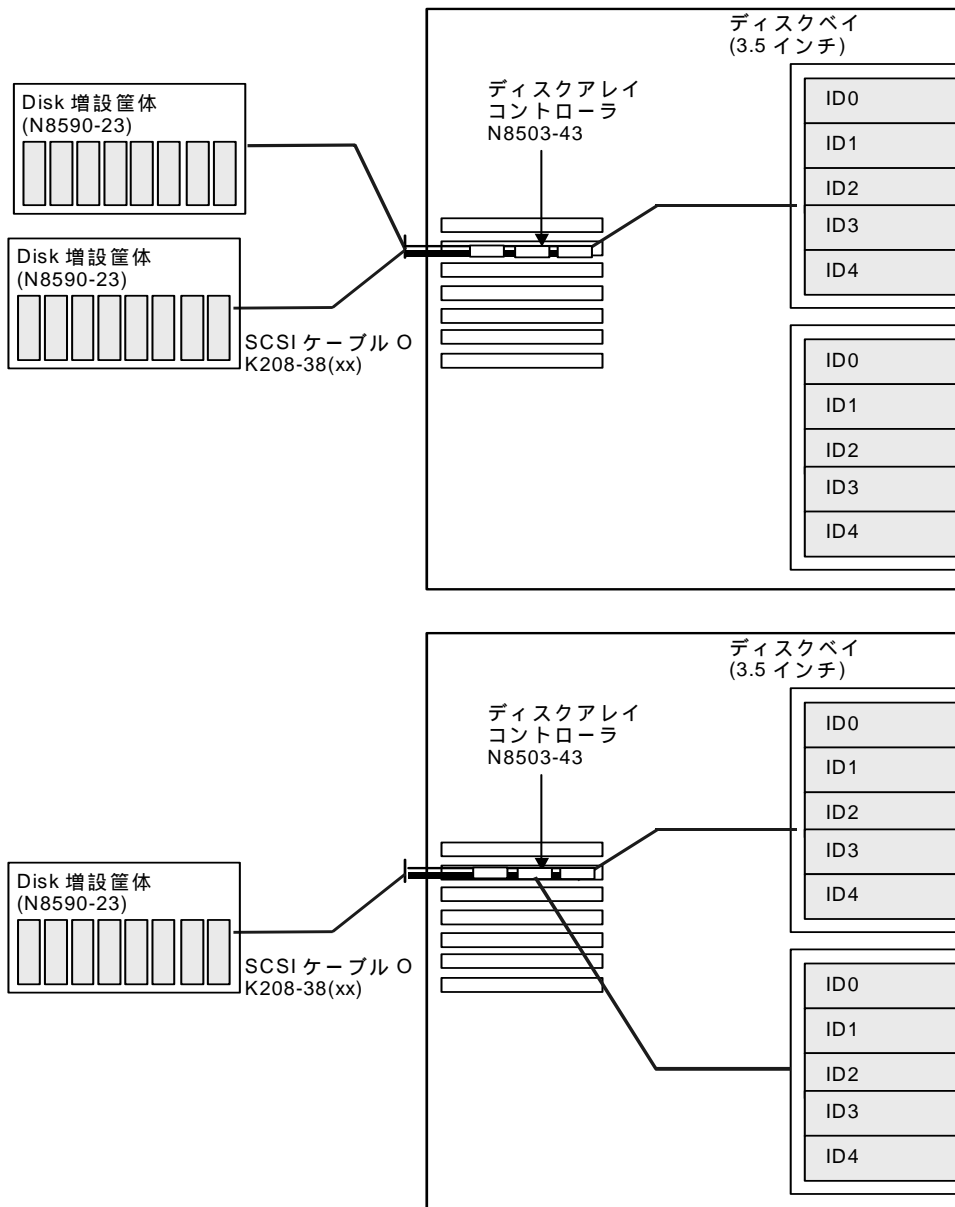 ディスクベイ
(3.5 インチ)
Disk 増設筐体
(N8590-23)
ディスクアレイ
コントローラ
N8503-43
ID0
ID1
ID2
ID3
ID4
Disk 増設筐体
(N8590-23)
SCSI ケーブル O
K208-38(xx)
ID0
ID1
ID2
ID3
ID4
ディスクベイ
(3.5 インチ)
ディスクアレイ
コントローラ
N8503-43
ID0
ID1
ID2
ID3
ID4
Disk 増設筐体
(N8590-23)
SCSI ケーブル O
K208-38(xx)
ID0
ID1
ID2
ID3
ID4